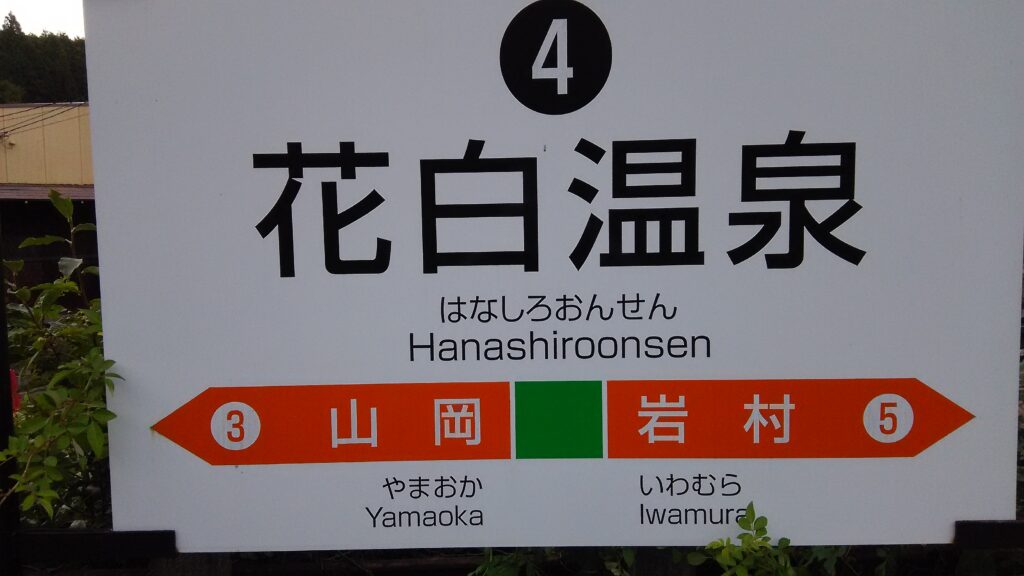 4
花白温泉
はなしろおんせん
Hanashiroonsen
3 山岡 岩村 5
やまおか いわむら
Yamaoka Iwamura